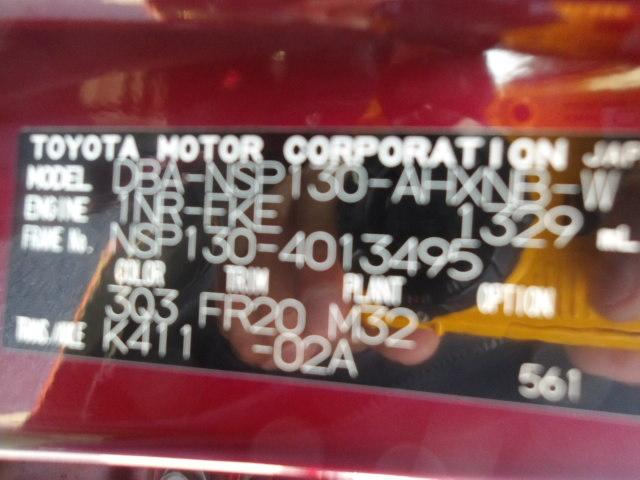 TOYOTA MOTOR CORPORATION JAP
MODEL DBA-NSP130-AHXNB-W
ENGINE 1NR-FKE 1329 mL
FRAME No. NSP130-4013495
COLOR TRIM PLANT OPTION
3Q3 FR20 M32
TRANS/AXLE K411 -02A
561